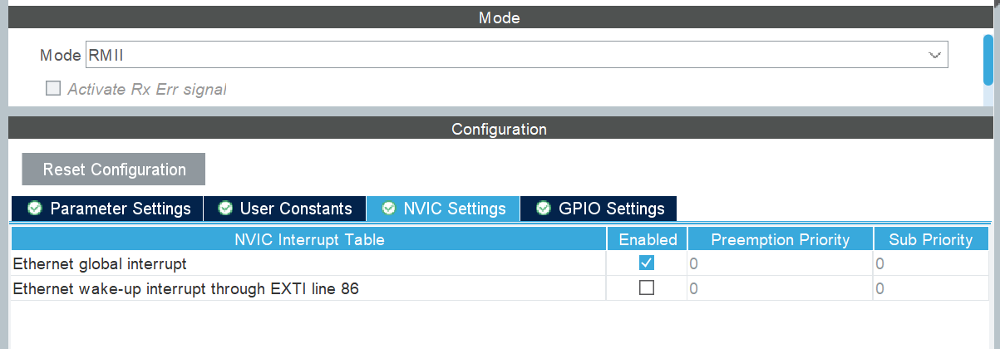 Mode
Mode RMII
Activate Rx Err signal
Configuration
Reset Configuration
Parameter Settings User Constants NVIC Settings GPIO Settings
NVIC Interrupt Table Enabled Preemption Priority Sub Priority
Ethernet global interrupt 0 0
Ethernet wake-up interrupt through EXTI line 86 0 0